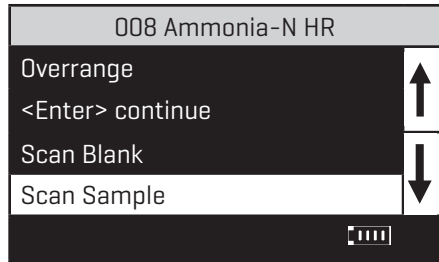 008 Ammonia-N HR
Overrange
<Enter> continue
Scan Blank
Scan Sample